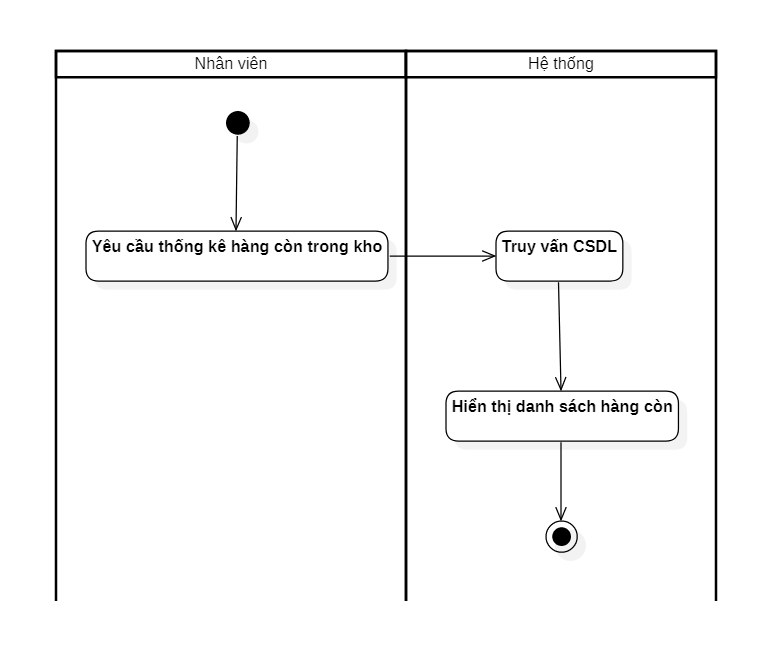 Nhân viên
Hệ thống
Yêu cầu thống kê hàng còn trong kho
Truy vấn CSDL
Hiển thị danh sách hàng còn